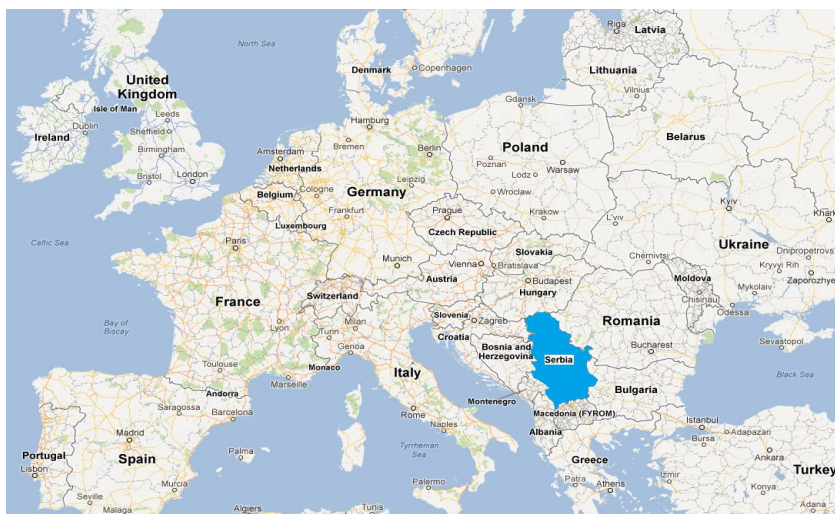 Riga
Latvia
North Sea
Denmark
Copenhagen
Lithuania
Vilnius
United
Kingdom
Isle of Man
Leeds
Ireland
Dublin
Sheffield
Birmingham
Bristol
London
Hamburg
Bremen
Gdansk
Belarus
Amsterdam
Netherlands
Berlin
Poland
Poznan
Warsaw
Lodz
Wroclaw
Leipzig
Cologne
Germany
Belgium
Frankfurt
Luxembourg
Prague
Czech Republic
Krakow
L'viv
Kyiv
Khark
Ukraine
Celtic Sea
Paris
Munich
Vienna
Slovakia
Bratislava
Austria
Budapest
Hungary
Chernivtsi
Moldova
Chisinau
Dnipropetrovs'
Kryvyi Rih
Zaporozhye
Mykolaiv
Odessa
France
Switzerland
Bay of
Biscay
Lyon
Turin
Milan
Genoa
Slovenia
Zagreb
Croatia
Bosnia and
Herzegovina
Serbia
Romania
Bucharest
Sevastopol
Toulouse
Marseille
Monaco
Italy
Andorra
Montenegro
Bulgaria
Black Sea
Saragossa
Barcelona
Rome
Naples
Macedonia (FYROM)
Albania
Istanbul
Adapazari
Bursa
Ankara
Portugal
Lisbon
Madrid
Spain
Palma
Tyrrhenian
Sea
Greece
Patra
Athens
Izmir
Turkey
Konya
Adana
Seville
Murcia
Malaga
Algiers
Tunis
Palermo